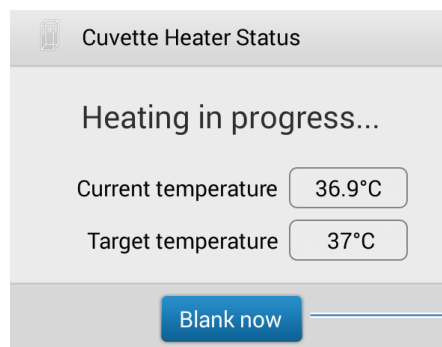 Cuvette Heater Status
Heating in progress...
Current temperature 36.9°C
Target temperature 37°C
Blank now